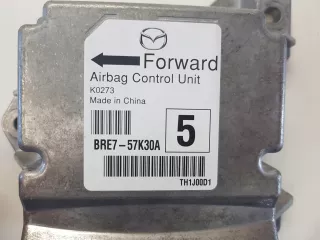 Forward
Airbag Control Unit
K0273
Made in China
5
BRE7-57K30A
TH1J00D1